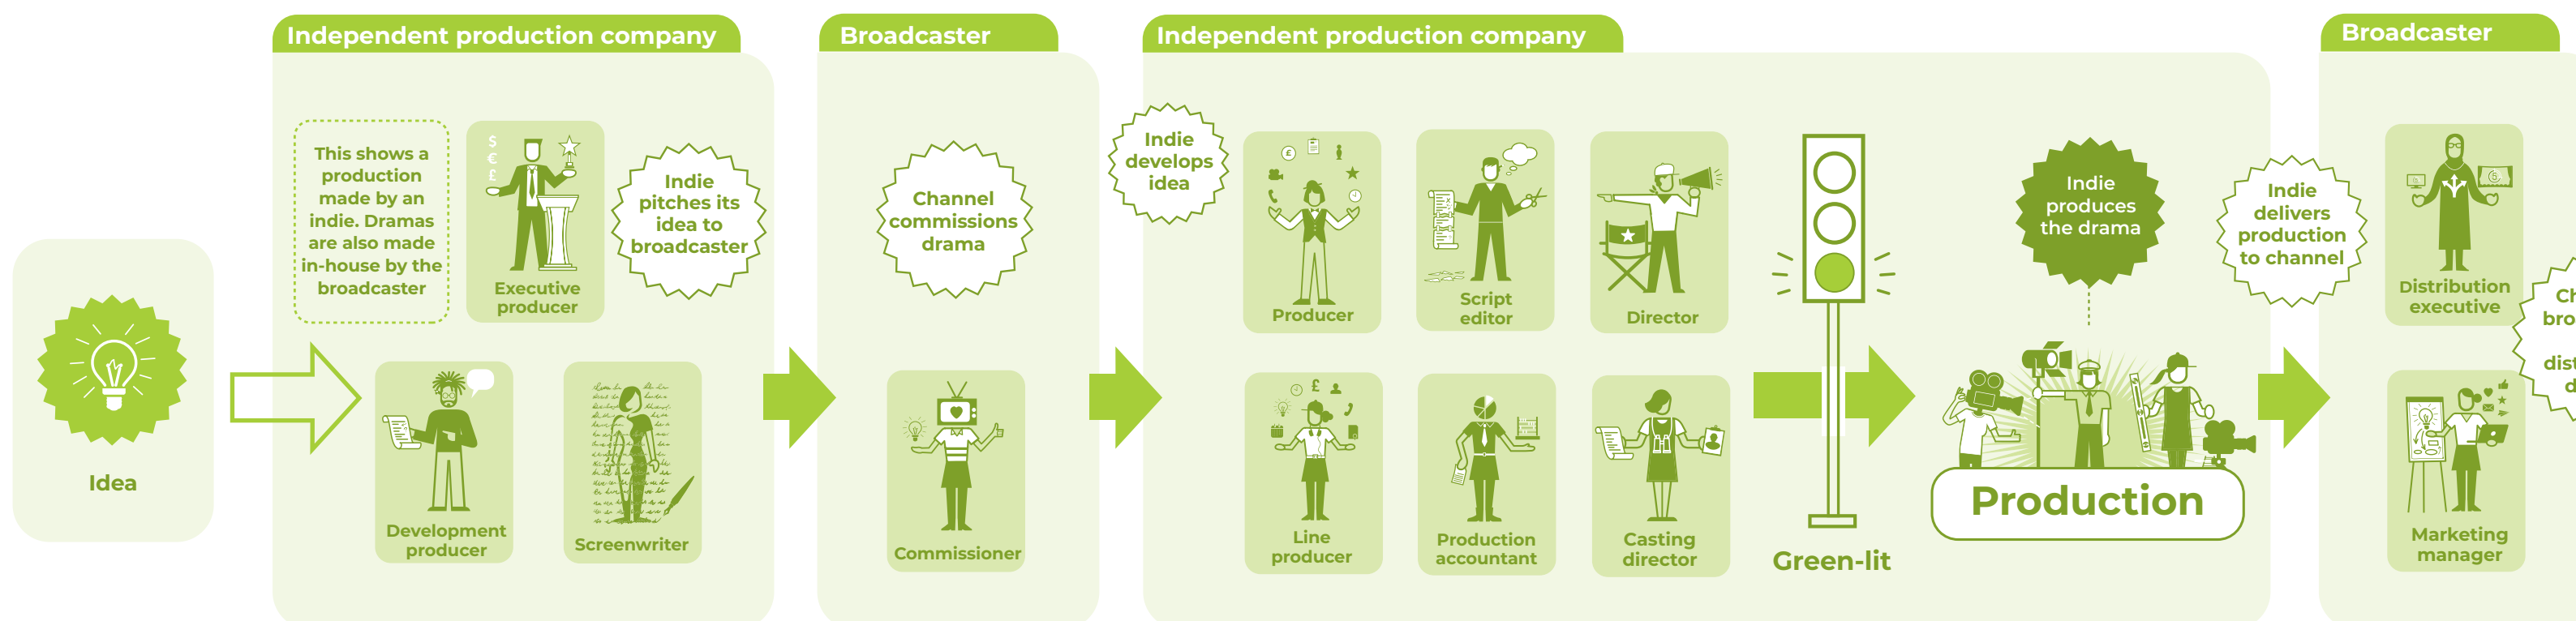 Idea
Independent production company
This shows a
production
made by an
indie. Dramas
are also made
in-house by the
broadcaster
$
€
£
Executive
producer
Indie
pitches its
idea to
broadcaster
Development
producer
Screenwriter
Broadcaster
Channel
commissions
drama
Commissioner
Independent production company
Indie
develops
idea
£
Producer
Script
editor
Director
£
Line
producer
Production
accountant
Casting
director
Green-lit
Indie
produces
the drama
Production
Indie
delivers
production
to channel
Broadcaster
Distribution
executive
Marketing
manager